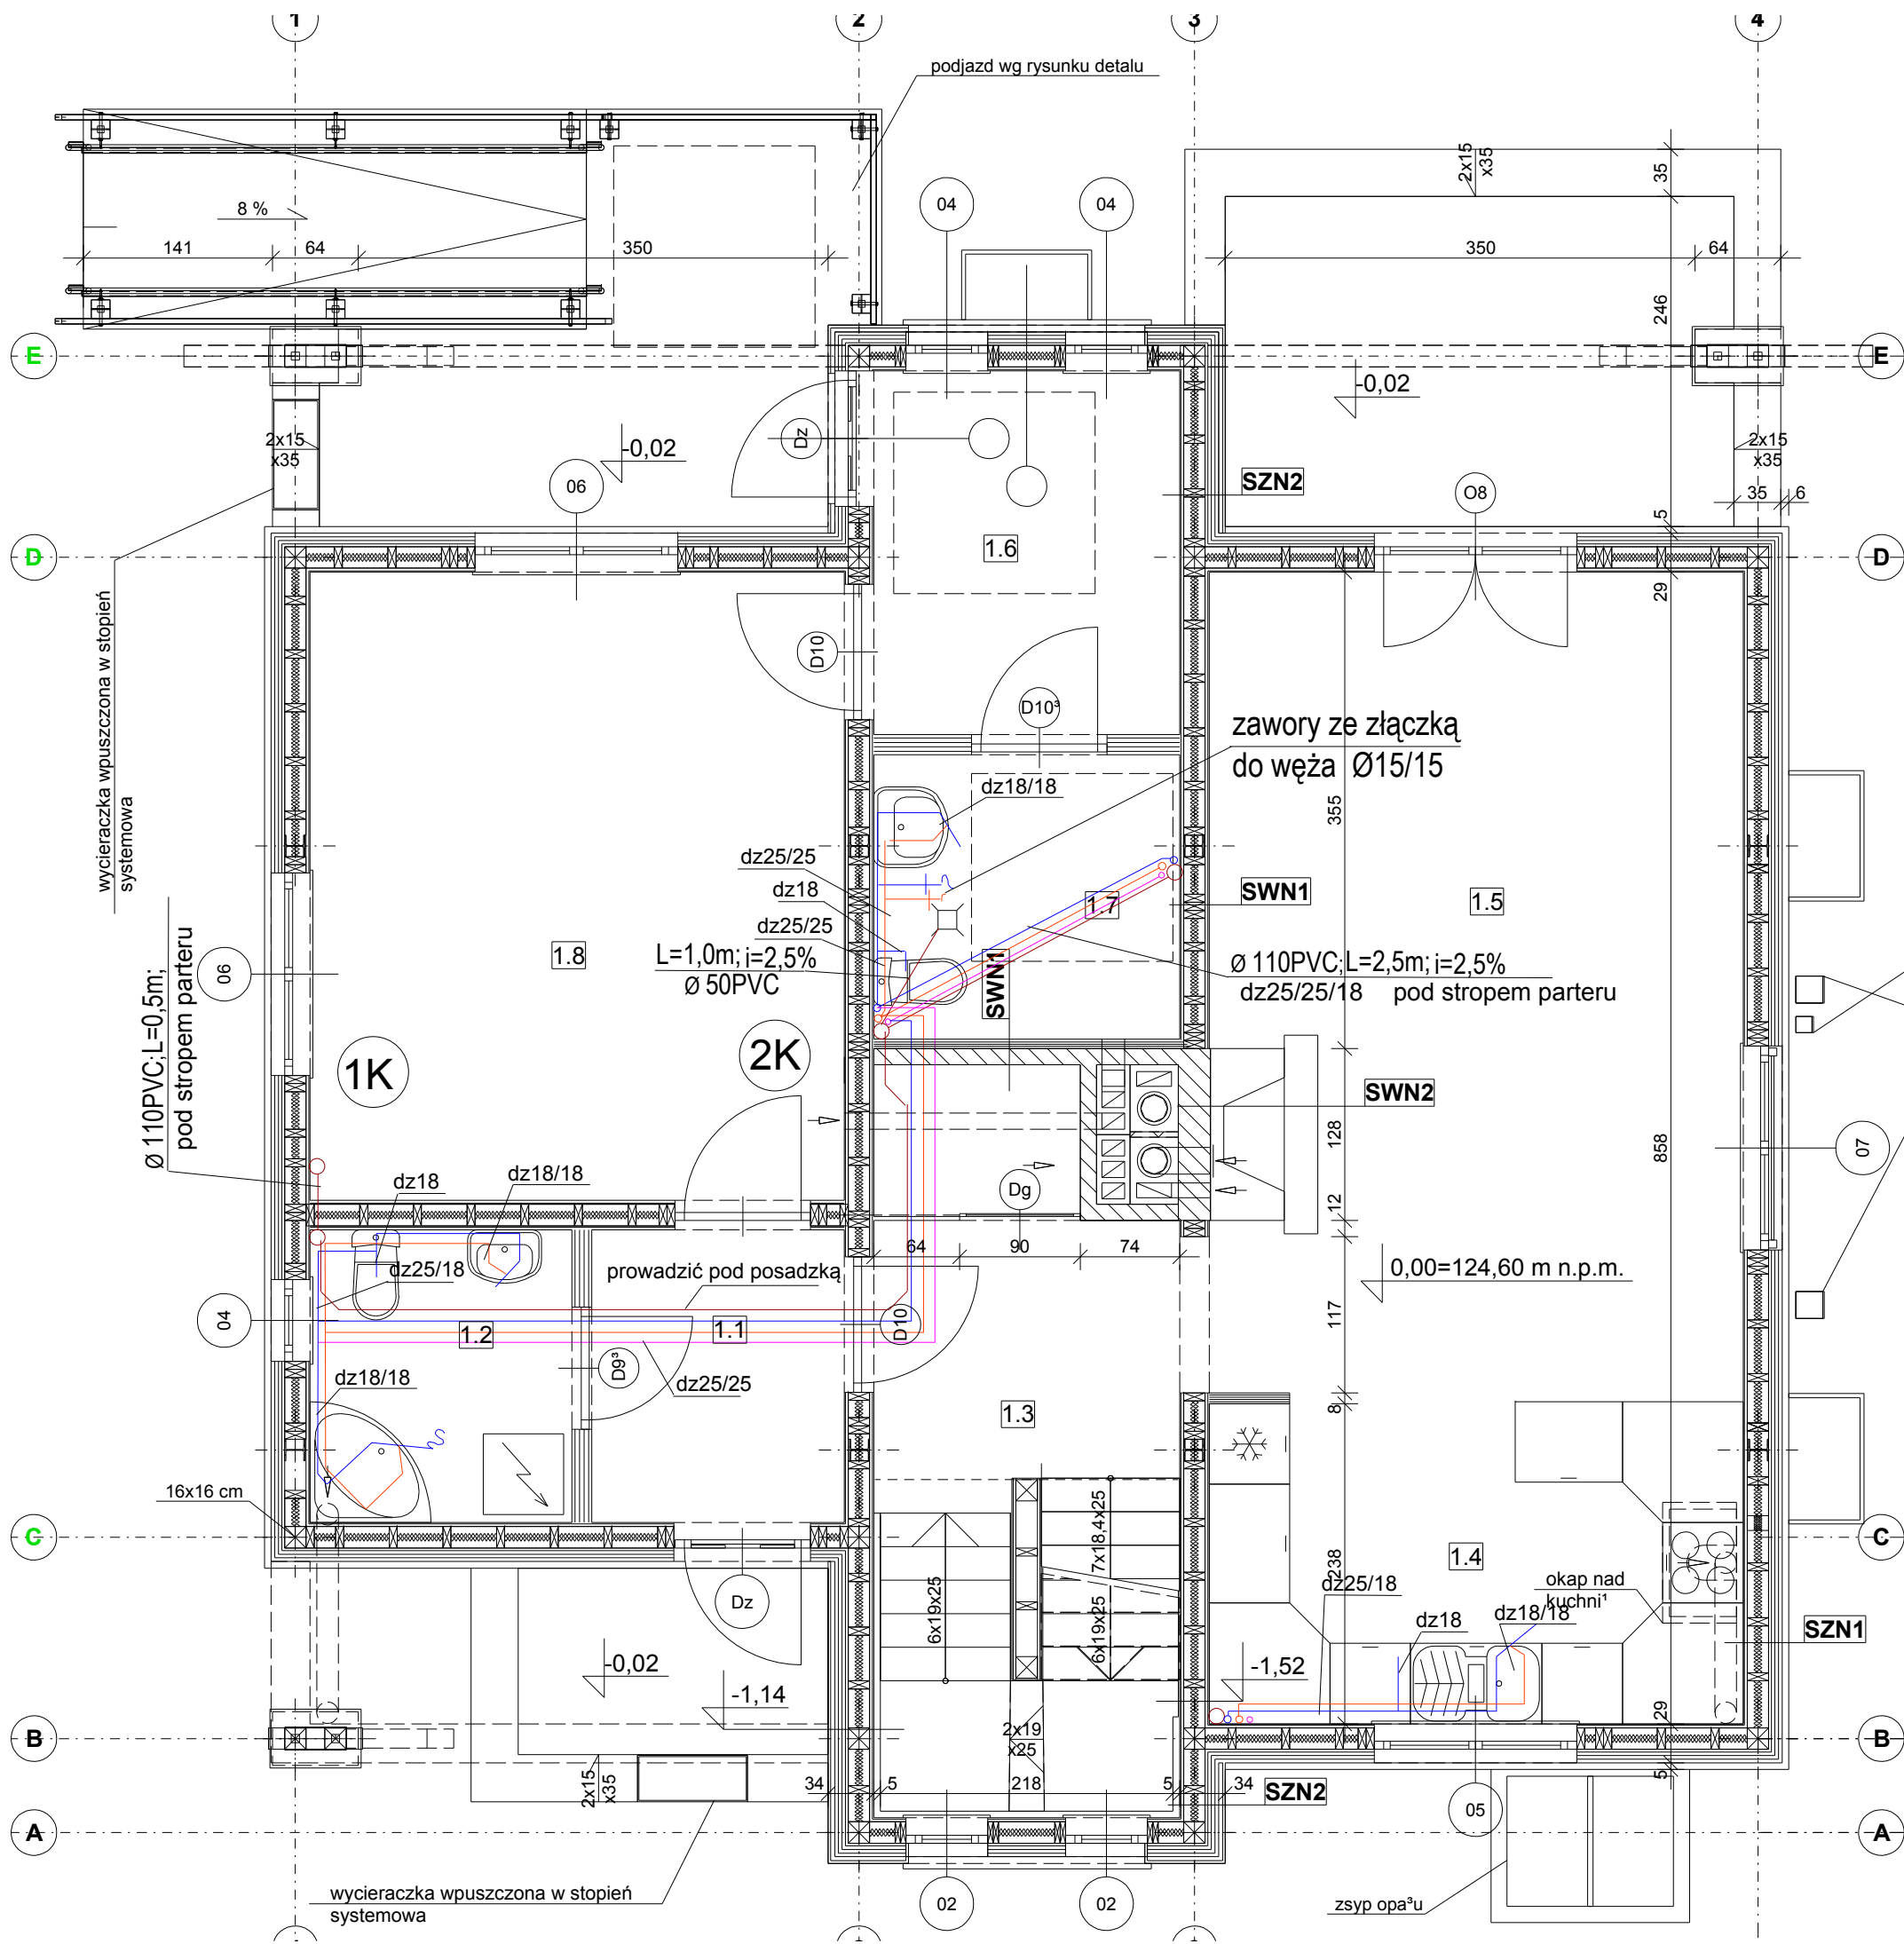 1
2
3
4
podjazd wg rysunku detalu
2x15
x35
35
8 %
04
04
141
64
350
350
64
246
E
E
-0,02
2x15
x35
-0,02
Dz
06
SZN2
O8
2x15
x35
35
6
5
D
1.6
D
29
wycieraczka wpuszczona w stopień
systemowa
D10
D10³
zawory ze złączką
do węża Ø15/15
dz18/18
355
dz25/25
dz18
SWN1
1.7
1.5
dz25/25
1.8
L=1,0m; i=2,5%
Ø 50PVC
SWN1
Ø 110PVC;L=2,5m; i=2,5%
dz25/25/18 pod stropem parteru
06
Ø 110PVC;L=0,5m;
pod stropem parteru
1K
2K
SWN2
128
858
07
dz18
dz18/18
Dg
12
64
90
74
dz25/18
prowadzić pod posadzką
0,00=124,60 m n.p.m.
04
1.2
1.1
D10
117
D9³
dz18/18
dz25/25
1.3
8
16x16 cm
C
C
7x18,4x25
6x19x25
6x19x25
238
1.4
dz25/18
okap nad
kuchni¹
dz18
dz18/18
Dz
SZN1
-0,02
-1,14
-1,52
B
29
B
2x19
x25
2x15
x35
34
5
218
5
34
SZN2
5
05
A
A
wycieraczka wpuszczona w stopień
systemowa
02
02
zsyp opa³u